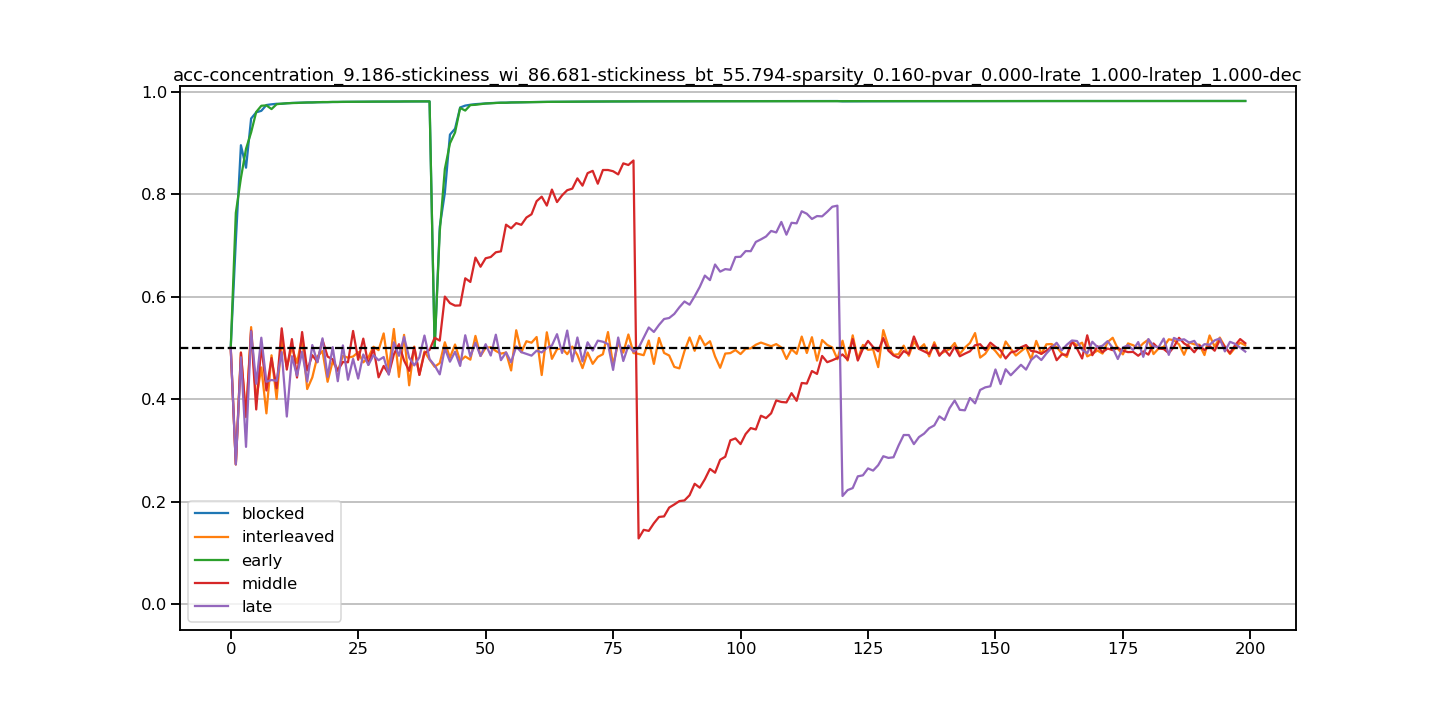 acc-concentration_9.186-stickiness_wi_86.681-stickiness_bt_55.794-sparsity_0.160-pvar_0.000-lrate_1.000-lratep_1.000-dec
1.0
0.8
0.6
0.4
0.2
0.0
blocked
interleaved
early
middle
late
0 25 50 75 100 125 150 175 200